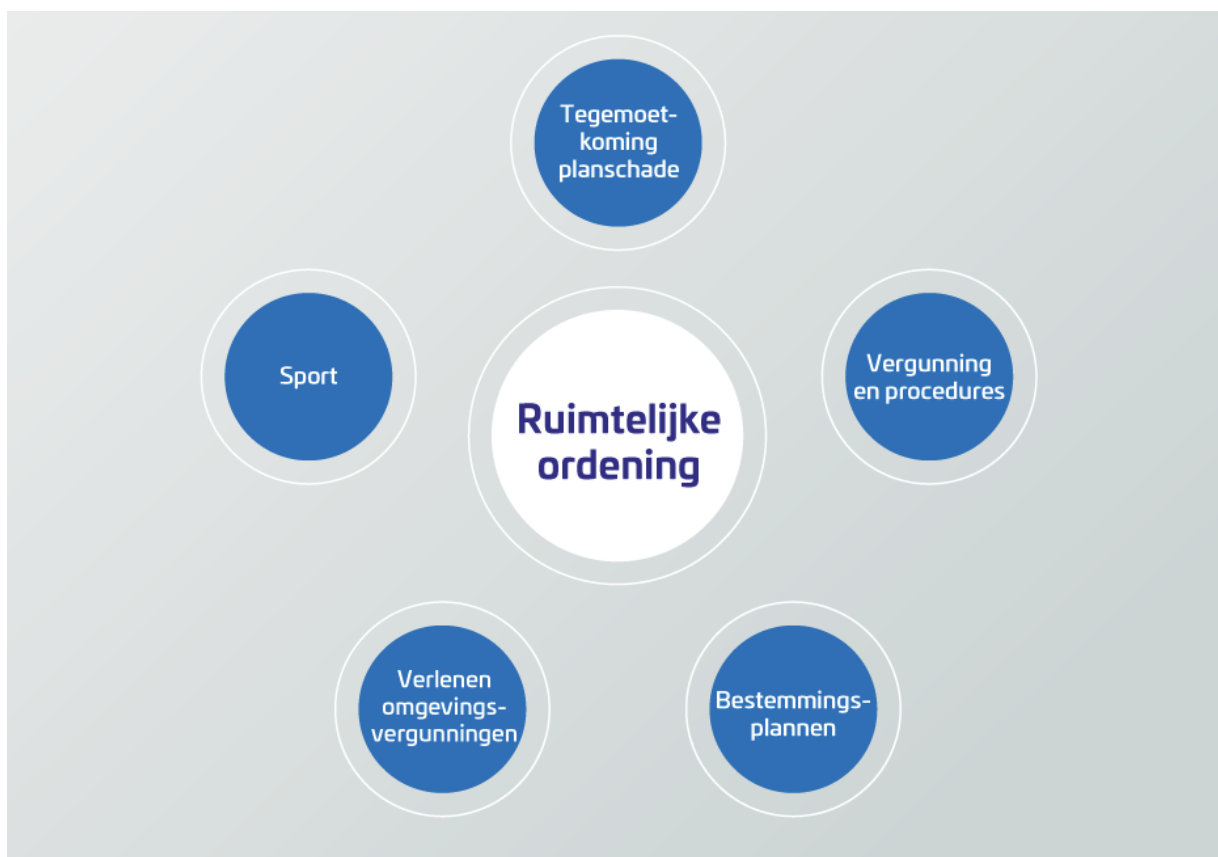 Tegemoet-
koming
planschade
Sport
Vergunning
en procedures
Ruimtelijke
ordening
Verlenen
omgevings-
vergunningen
Bestemmings-
plannen